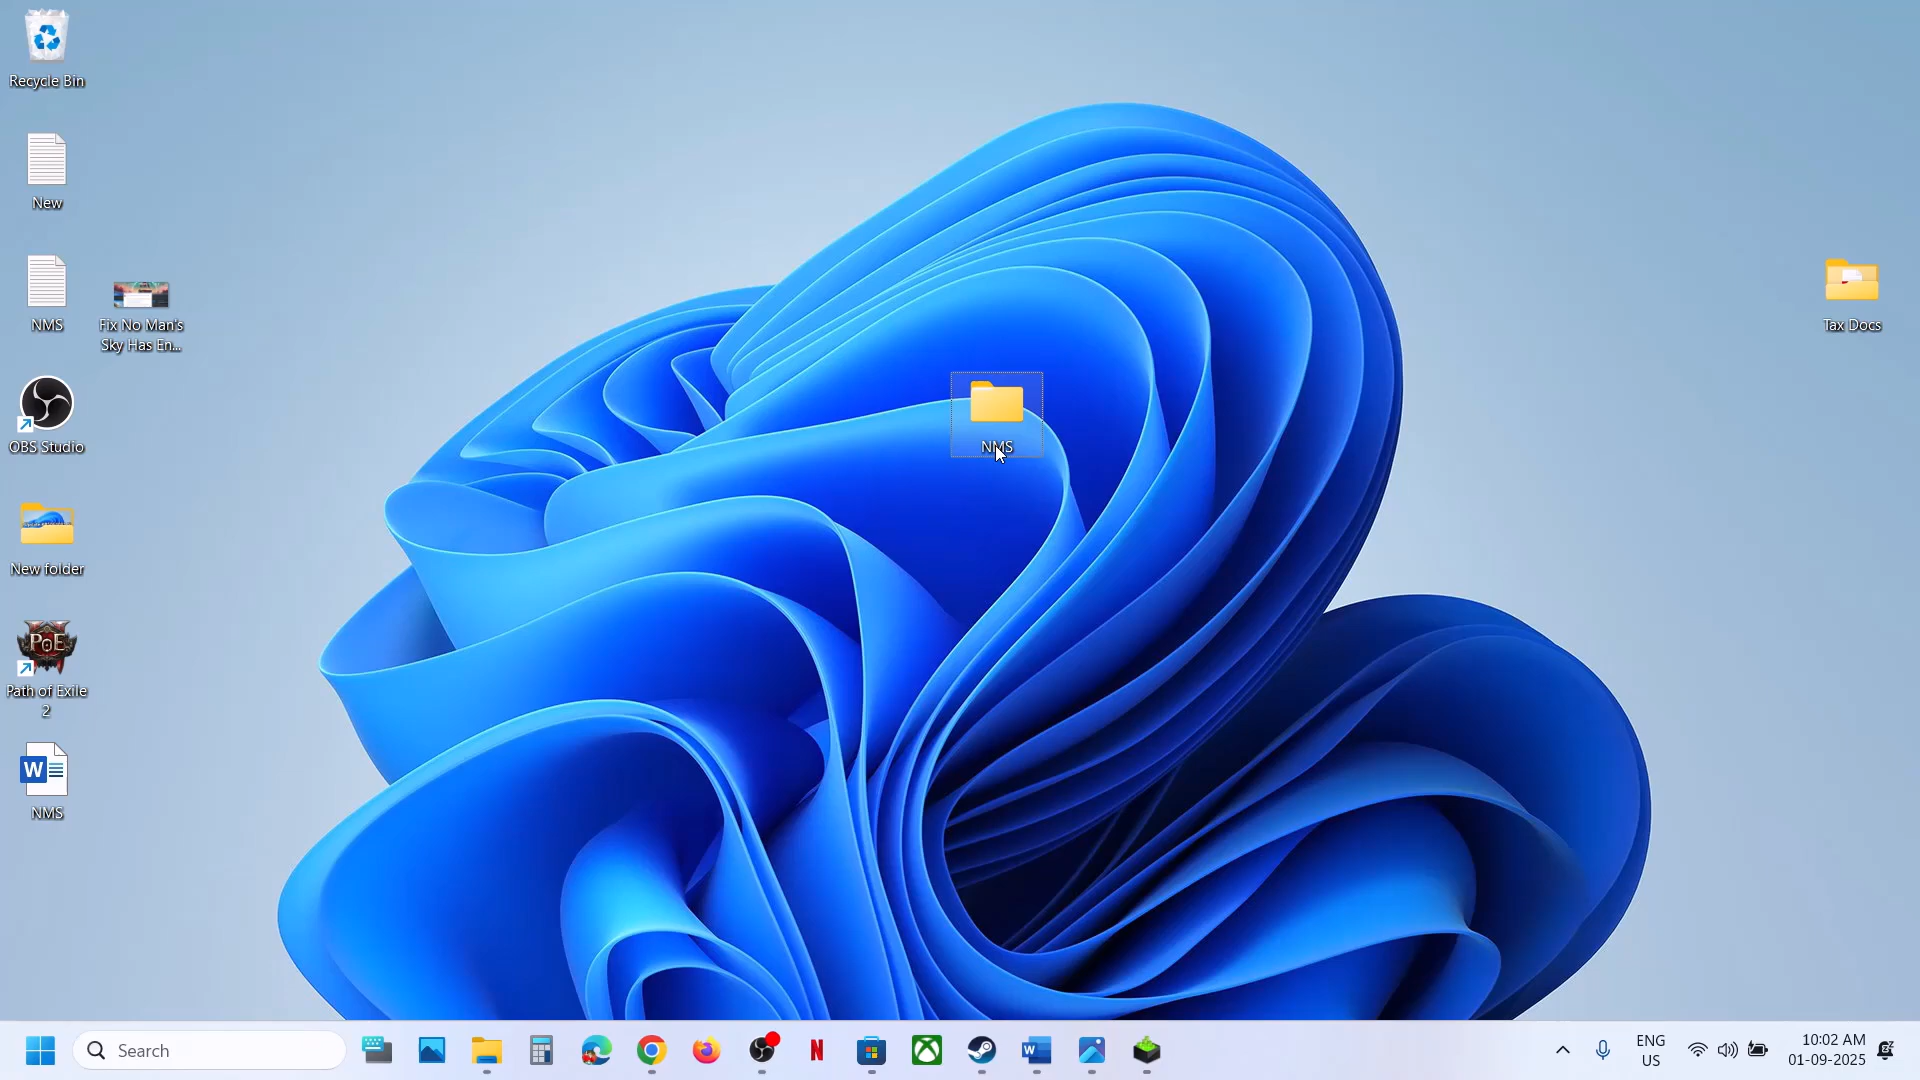 Recycle Bin
New
NMS
Fix No Man's
Sky Has En...
OBS Studio
New folder
Path of Exile
2
NMS
NMS
Tax Docs
Search
ENG
US
10:02 AM
01-09-2025